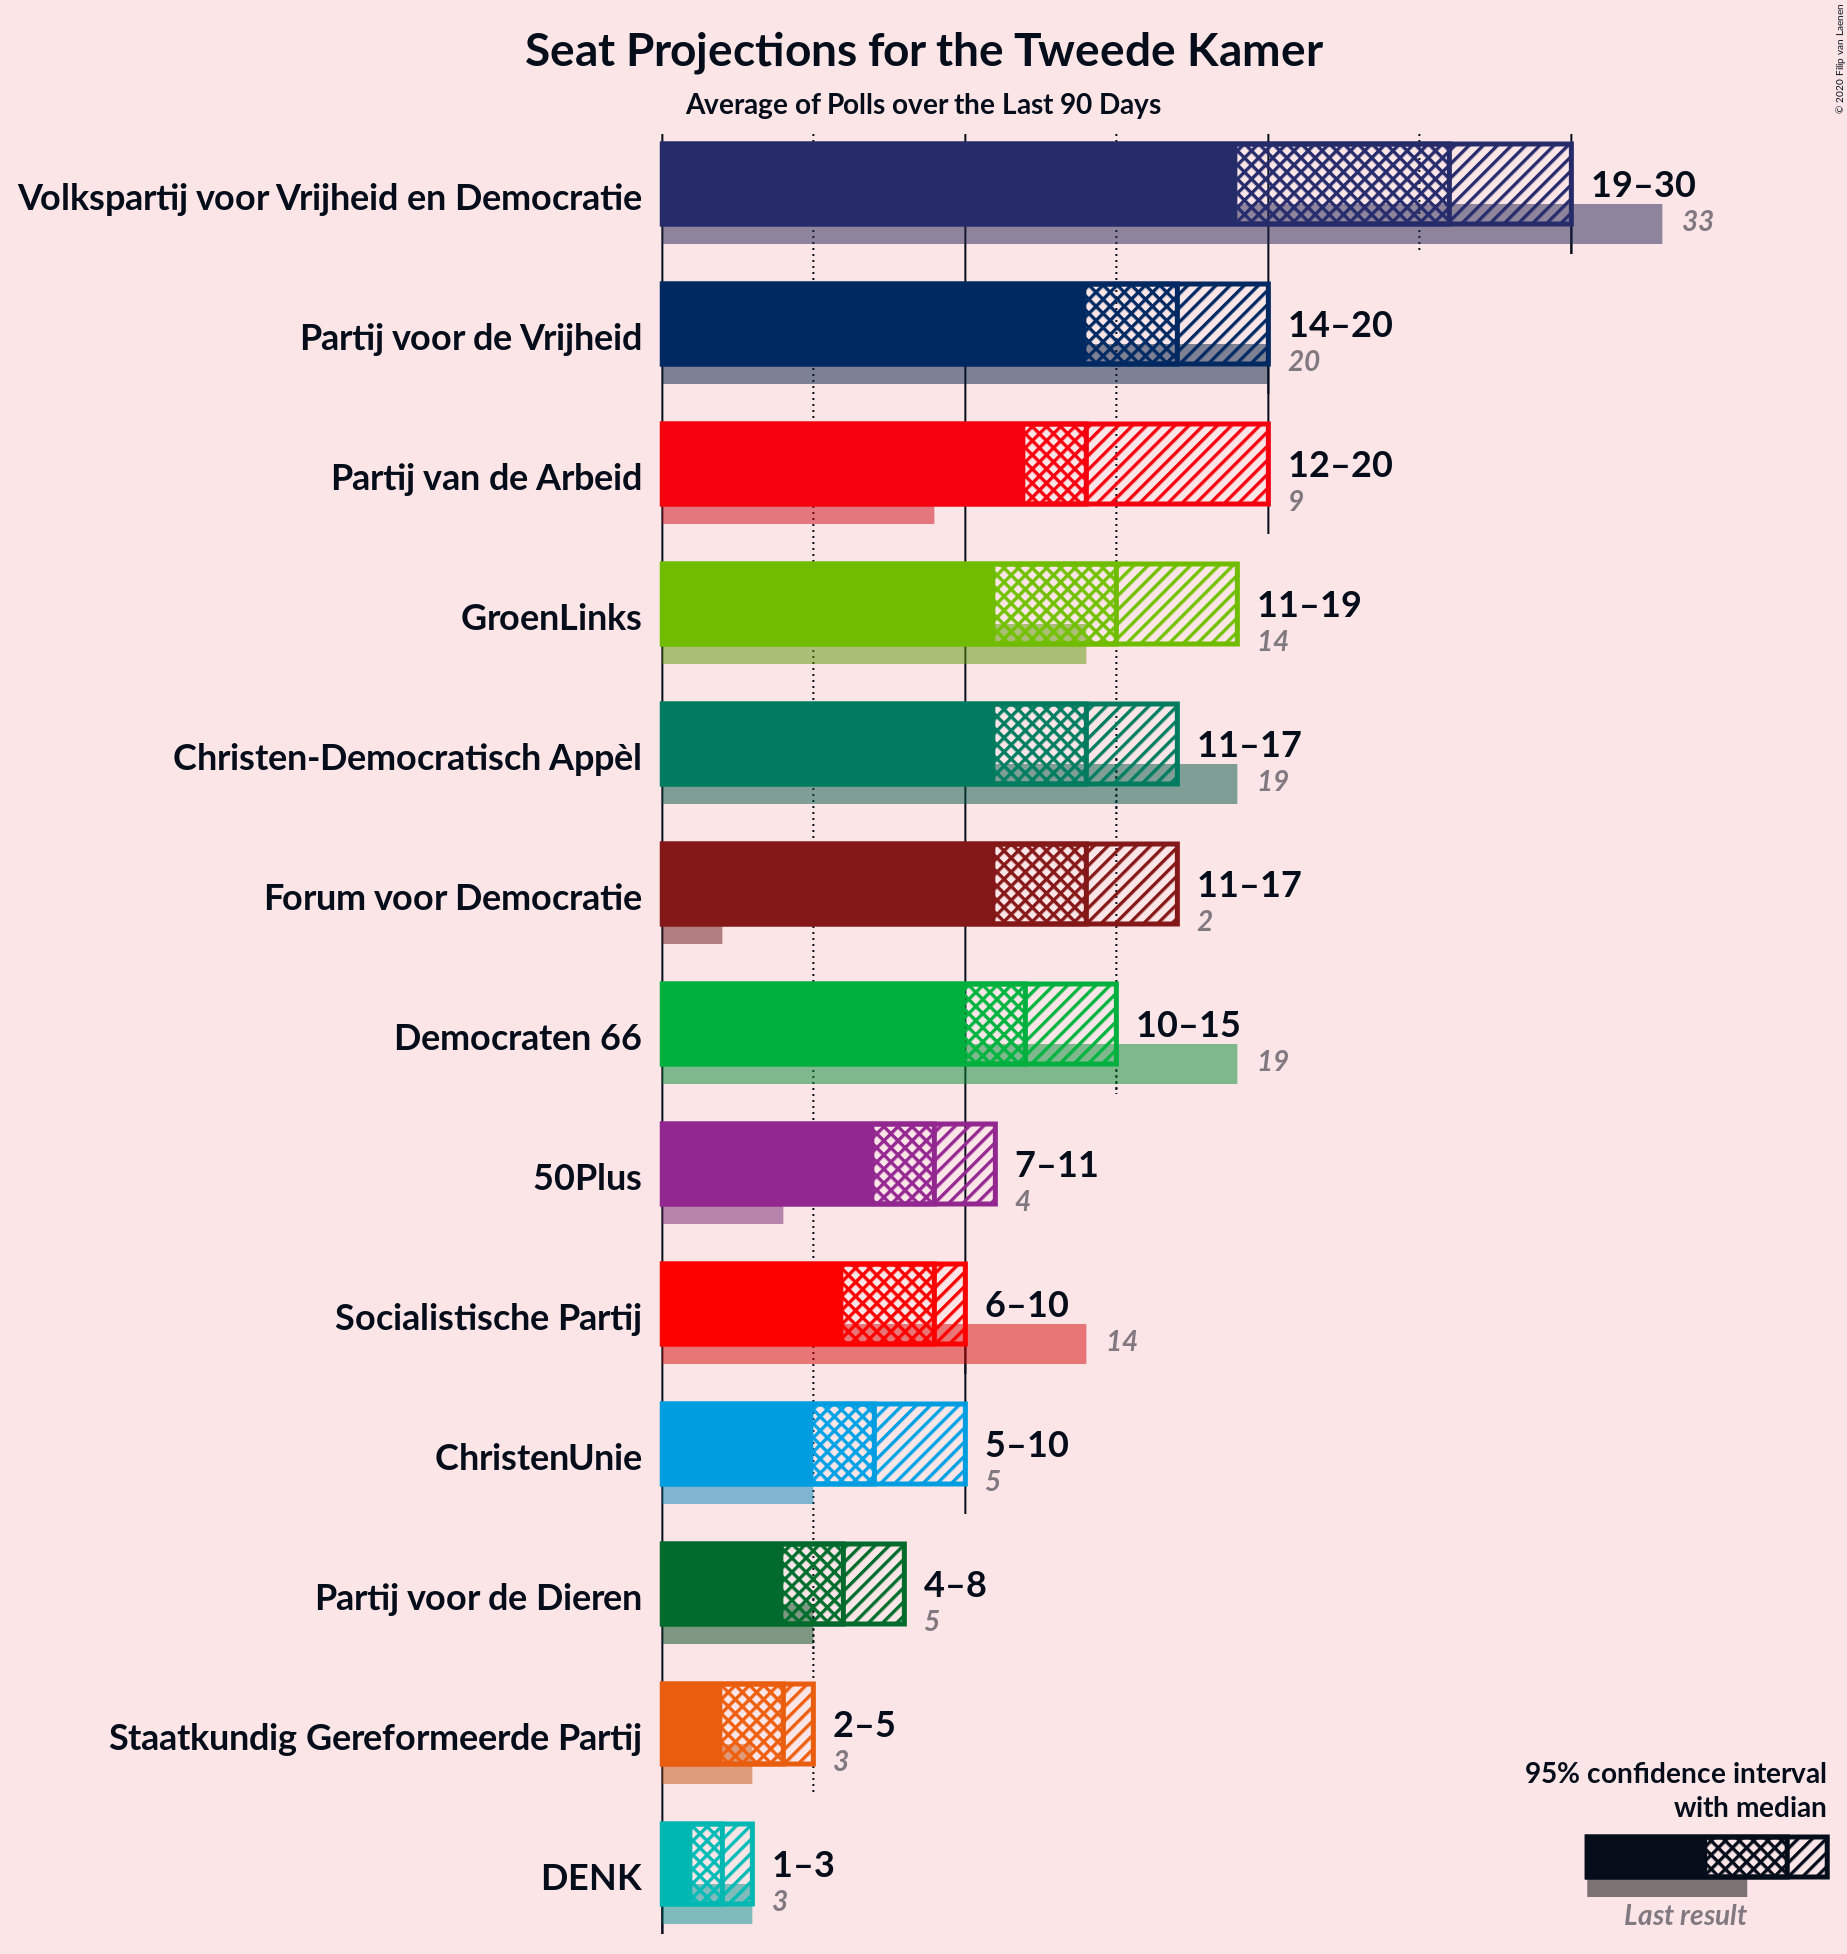 Seat Projections for the Tweede Kamer
Average of Polls over the Last 90 Days
© 2020 Filip van Laenen
Volkspartij voor Vrijheid en Democratie
19–30
33
Partij voor de Vrijheid
14–20
20
Partij van de Arbeid
12–20
9
GroenLinks
11–19
14
Christen-Democratisch Appèl
11–17
19
Forum voor Democratie
11–17
2
Democraten 66
10–15
19
50Plus
7–11
4
Socialistische Partij
6–10
14
ChristenUnie
5–10
5
Partij voor de Dieren
4–8
5
Staatkundig Gereformeerde Partij
2–5
3
DENK
1–3
3
95% confidence interval
with median
Last result